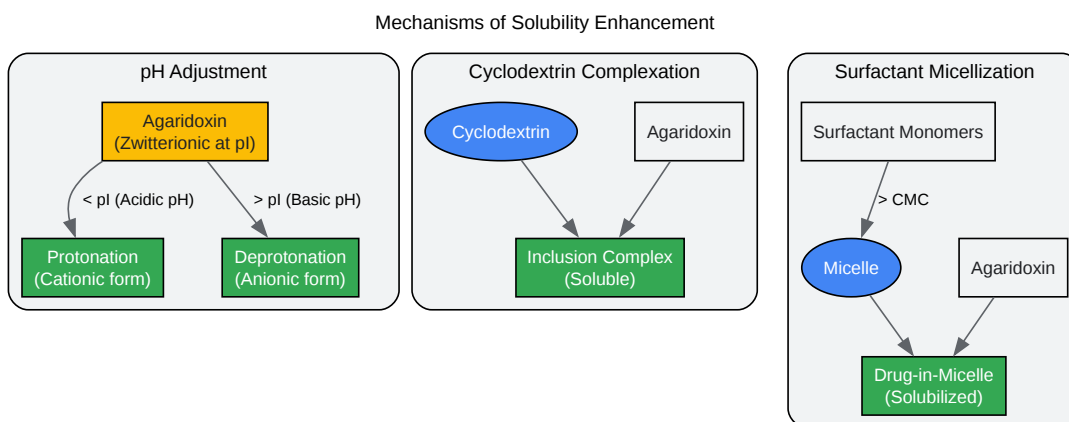 Mechanisms of Solubility Enhancement
pH Adjustment
Agaridoxin
(Zwitterionic at pI)
< pI (Acidic pH)
> pI (Basic pH)
Protonation
(Cationic form)
Deprotonation
(Anionic form)
Cyclodextrin Complexation
Cyclodextrin
Agaridoxin
Inclusion Complex
(Soluble)
Surfactant Micellization
Surfactant Monomers
> CMC
Micelle
Agaridoxin
Drug-in-Micelle
(Solubilized)